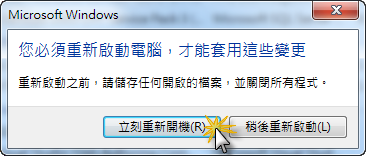 Microsoft Windows
您必須重新啟動電腦，才能套用這些變更
重新啟動之前，請儲存任何開啟的檔案，並關閉所有程式。
立刻重新開機(R)
稍後重新啟動(L)